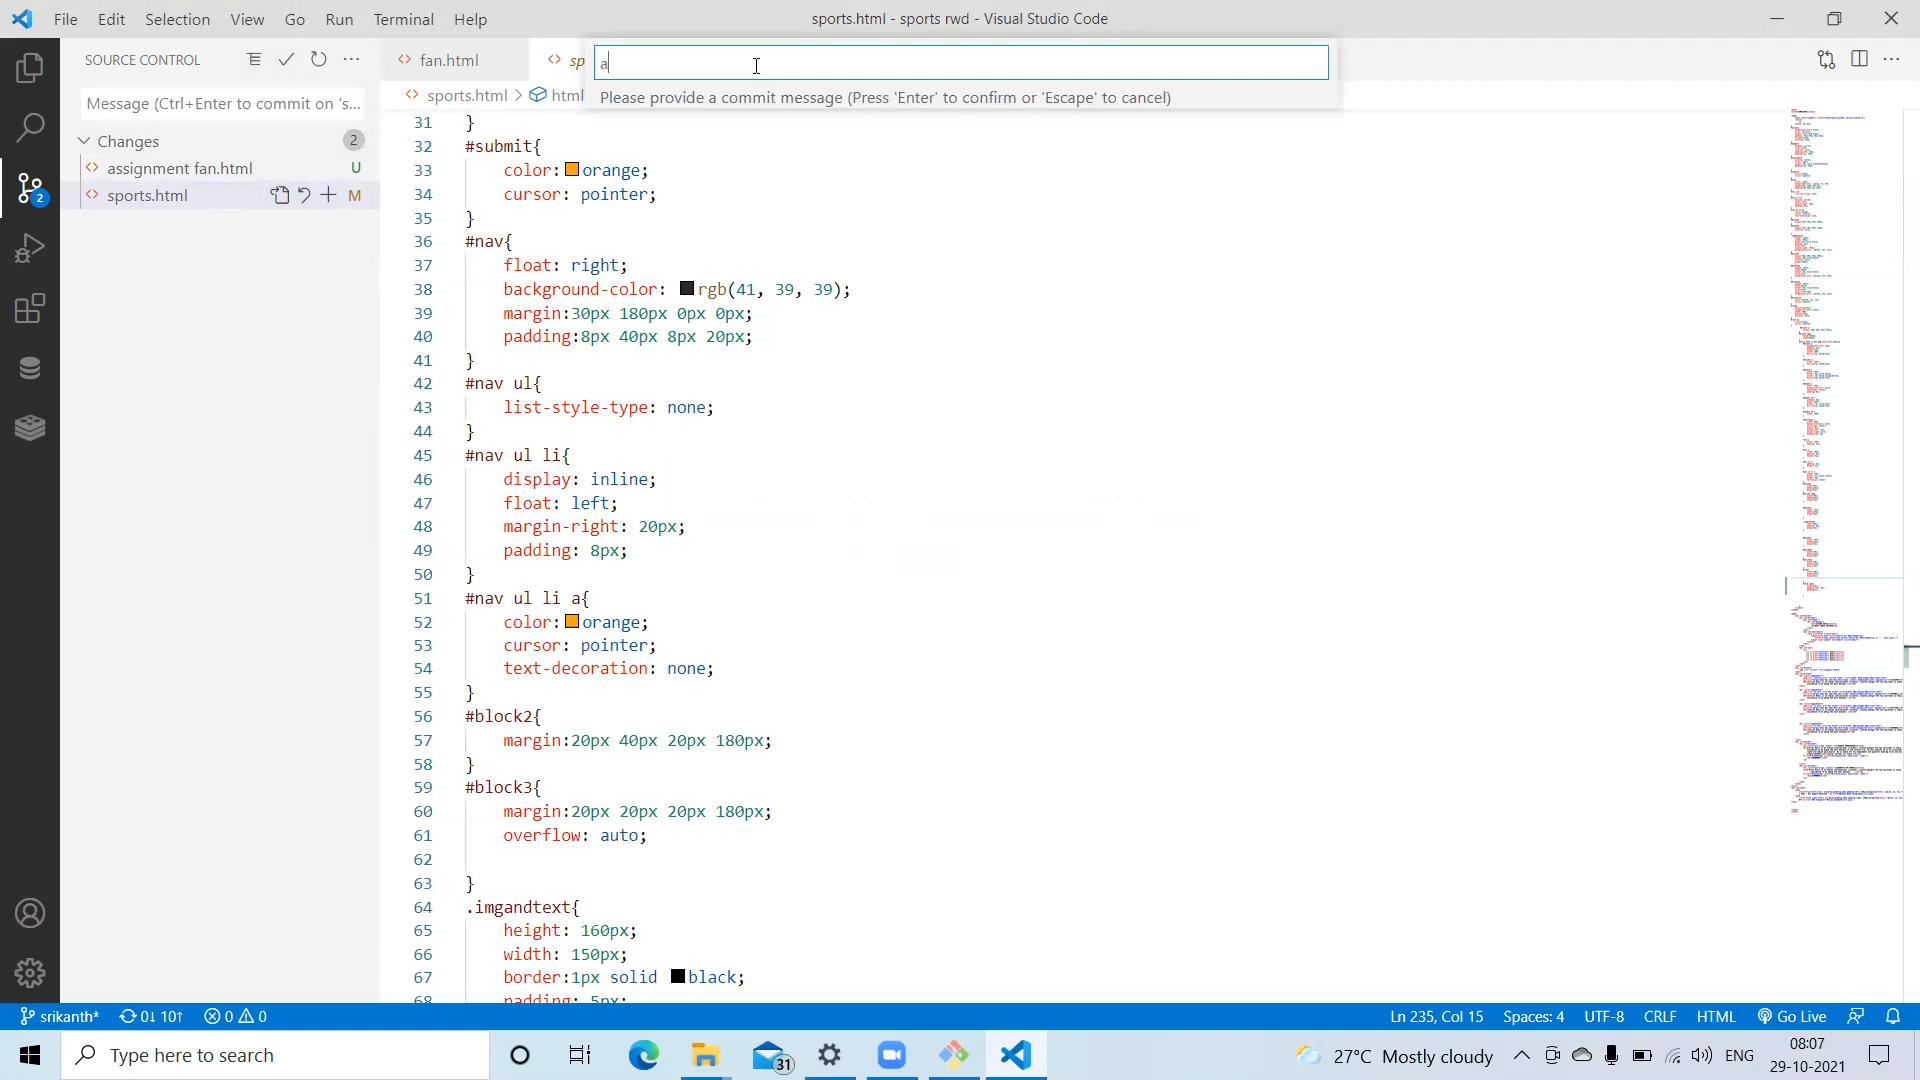 File Edit Selection View Go Run Terminal Help
sports.html - sports rwd - Visual Studio Code
SOURCE CONTROL
Message (Ctrl+Enter to commit on 's...
Changes
2
assignment fan.html U
sports.html M
2
fan.html
sp
sports.html > html
a
Please provide a commit message (Press 'Enter' to confirm or 'Escape' to cancel)
31 }
32 #submit{
33 color: orange;
34 cursor: pointer;
35 }
36 #nav{
37 float: right;
38 background-color: rgb(41, 39, 39);
39 margin:30px 180px 0px 0px;
40 padding:8px 40px 8px 20px;
41 }
42 #nav ul{
43 list-style-type: none;
44 }
45 #nav ul li{
46 display: inline;
47 float: left;
48 margin-right: 20px;
49 padding: 8px;
50 }
51 #nav ul li a{
52 color: orange;
53 cursor: pointer;
54 text-decoration: none;
55 }
56 #block2{
57 margin:20px 40px 20px 180px;
58 }
59 #block3{
60 margin:20px 20px 20px 180px;
61 overflow: auto;
62
63 }
64 .imgandtext{
65 height: 160px;
66 width: 150px;
67 border:1px solid black;
68 padding: 5px;
srikanth* 0↓ 10↑ 0 0
Ln 235, Col 15 Spaces: 4 UTF-8 CRLF HTML Go Live
Type here to search
31
27°C Mostly cloudy
ENG
08:07
29-10-2021